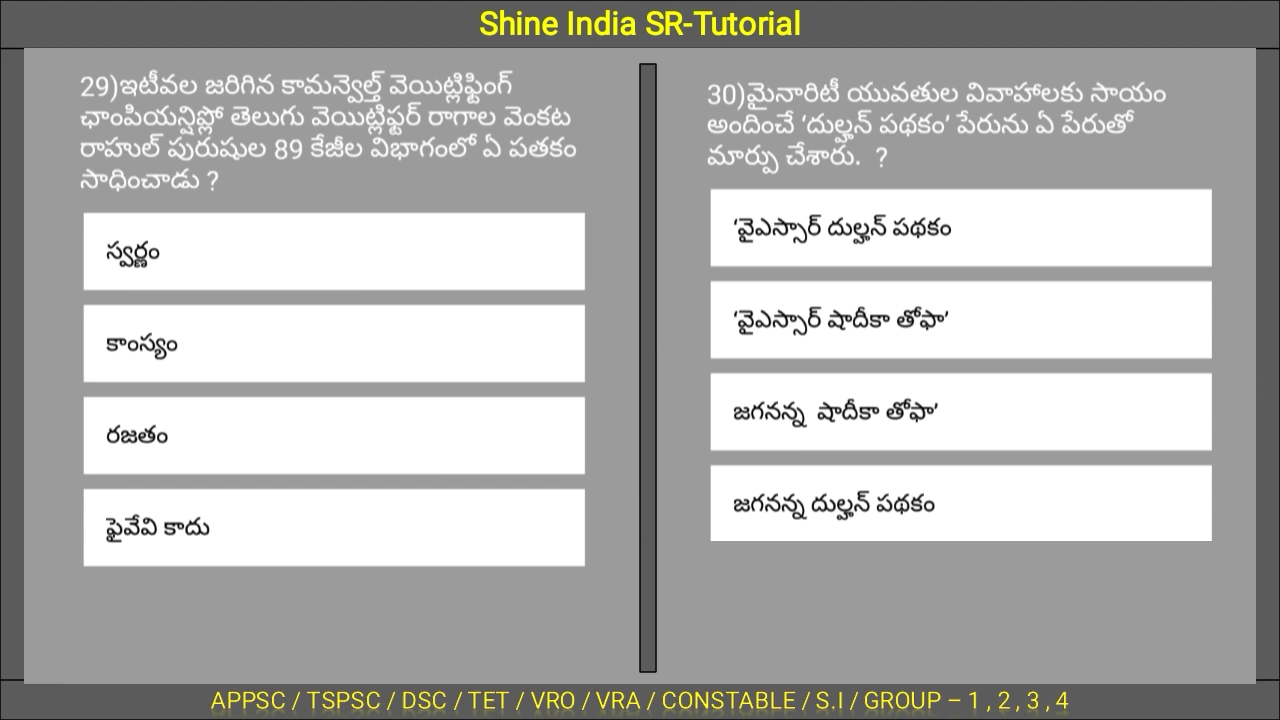 Shine India SR-Tutorial
29)ఇటీవల జరిగిన కామన్వెల్త్ వెయిట్లిఫ్టింగ్
ఛాంపియన్షిప్లో తెలుగు వెయిట్లిఫ్టర్ రాగాల వెంకట
రాహుల్ పురుషుల 89 కేజీల విభాగంలో ఏ పతకం
సాధించాడు ?
స్వర్ణం
కాంస్యం
రజతం
ఫైవేవి కాదు
30)మైనారిటీ యువతుల వివాహాలకు సాయం
అందించే ‘దుల్హన్ పథకం’ పేరును ఏ పేరుతో
మార్పు చేశారు. ?
‘వైఎస్సార్ దుల్హన్ పథకం
‘వైఎస్సార్ షాదీకా తోఫా’
జగనన్న షాదీకా తోఫా’
జగనన్న దుల్హన్ పథకం
APPSC / TSPSC / DSC / TET / VRO / VRA / CONSTABLE / S.I / GROUP – 1 , 2 , 3 , 4